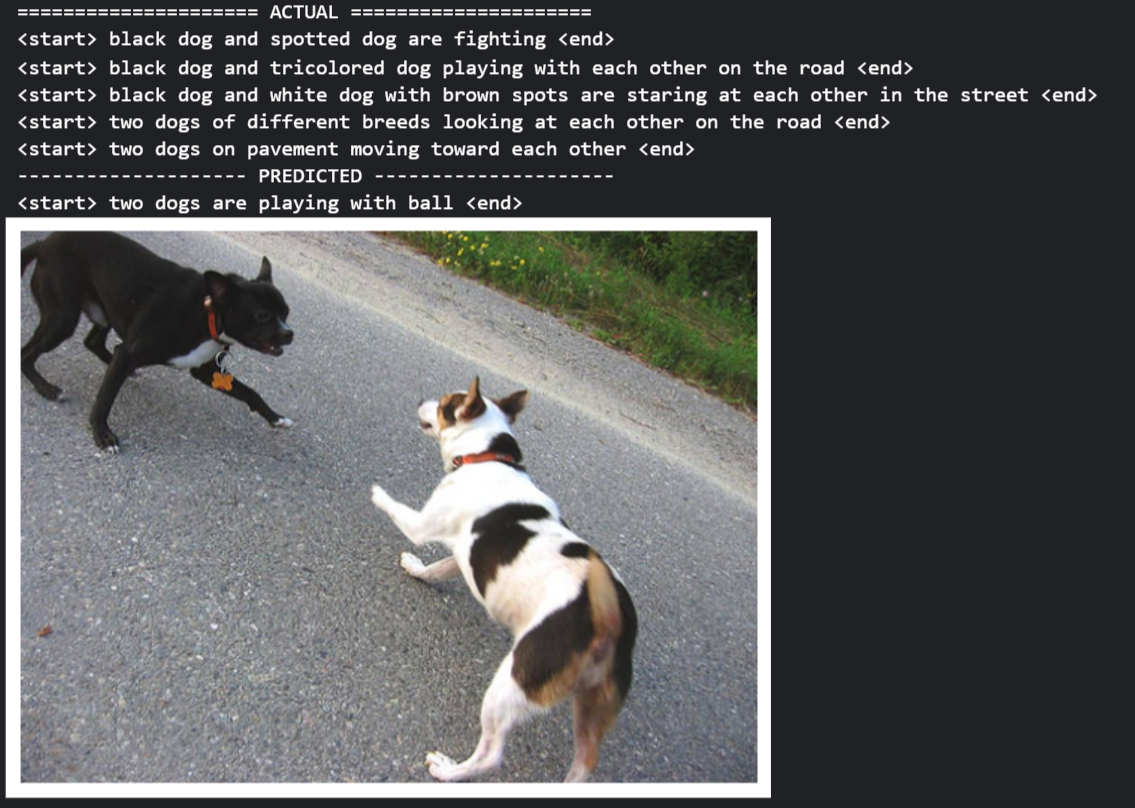 ===================== ACTUAL =====================
<start> black dog and spotted dog are fighting <end>
<start> black dog and tricolored dog playing with each other on the road <end>
<start> black dog and white dog with brown spots are staring at each other in the street <end>
<start> two dogs of different breeds looking at each other on the road <end>
<start> two dogs on pavement moving toward each other <end>
-------------------- PREDICTED ---------------------
<start> two dogs are playing with ball <end>